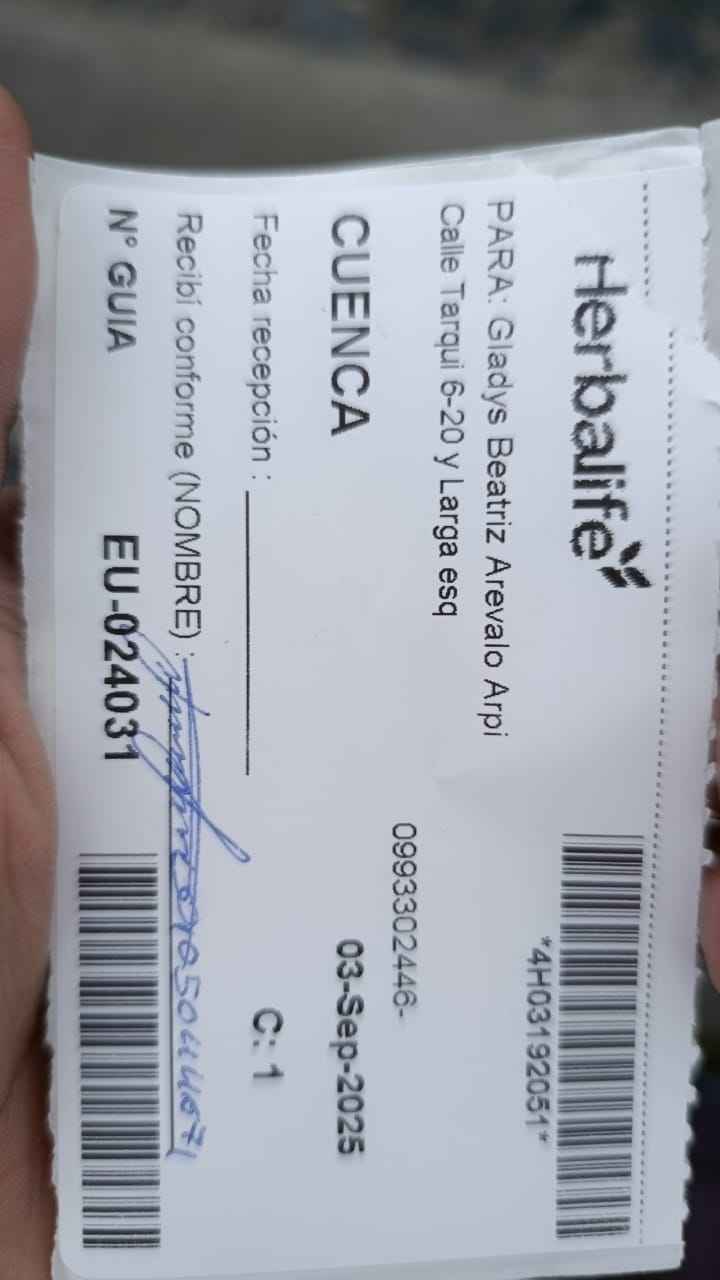 Herbalife
*4H03192051*
PARA: Gladys Beatriz Arevalo Arpi
Calle Tarqui 6-20 y Larga esq
0993302446-
CUENCA 03-Sep-2025
Fecha recepción : C: 1
Recibí conforme (NOMBRE) :
N° GUIA EU-024031